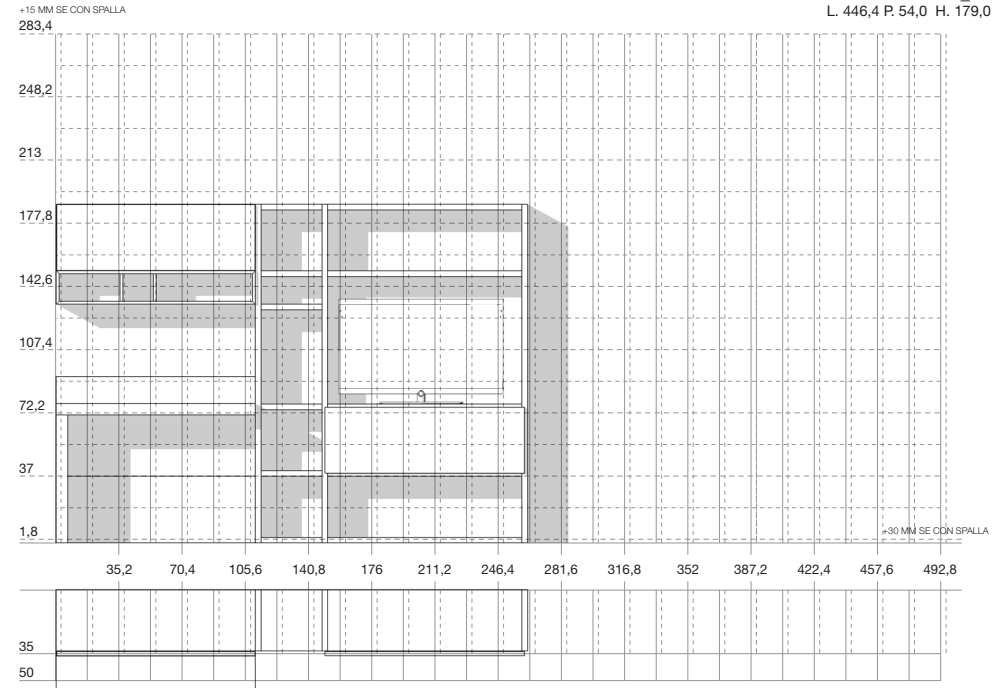 +15 MM SE CON SPALLA
L. 446,4 P. 54,0 H. 179,0
283,4
248,2
213
177,8
142,6
107,4
72,2
37
1,8
+30 MM SE CON SPALLA
35,2 70,4 105,6 140,8 176 211,2 246,4 281,6 316,8 352 387,2 422,4 457,6 492,8
35
50